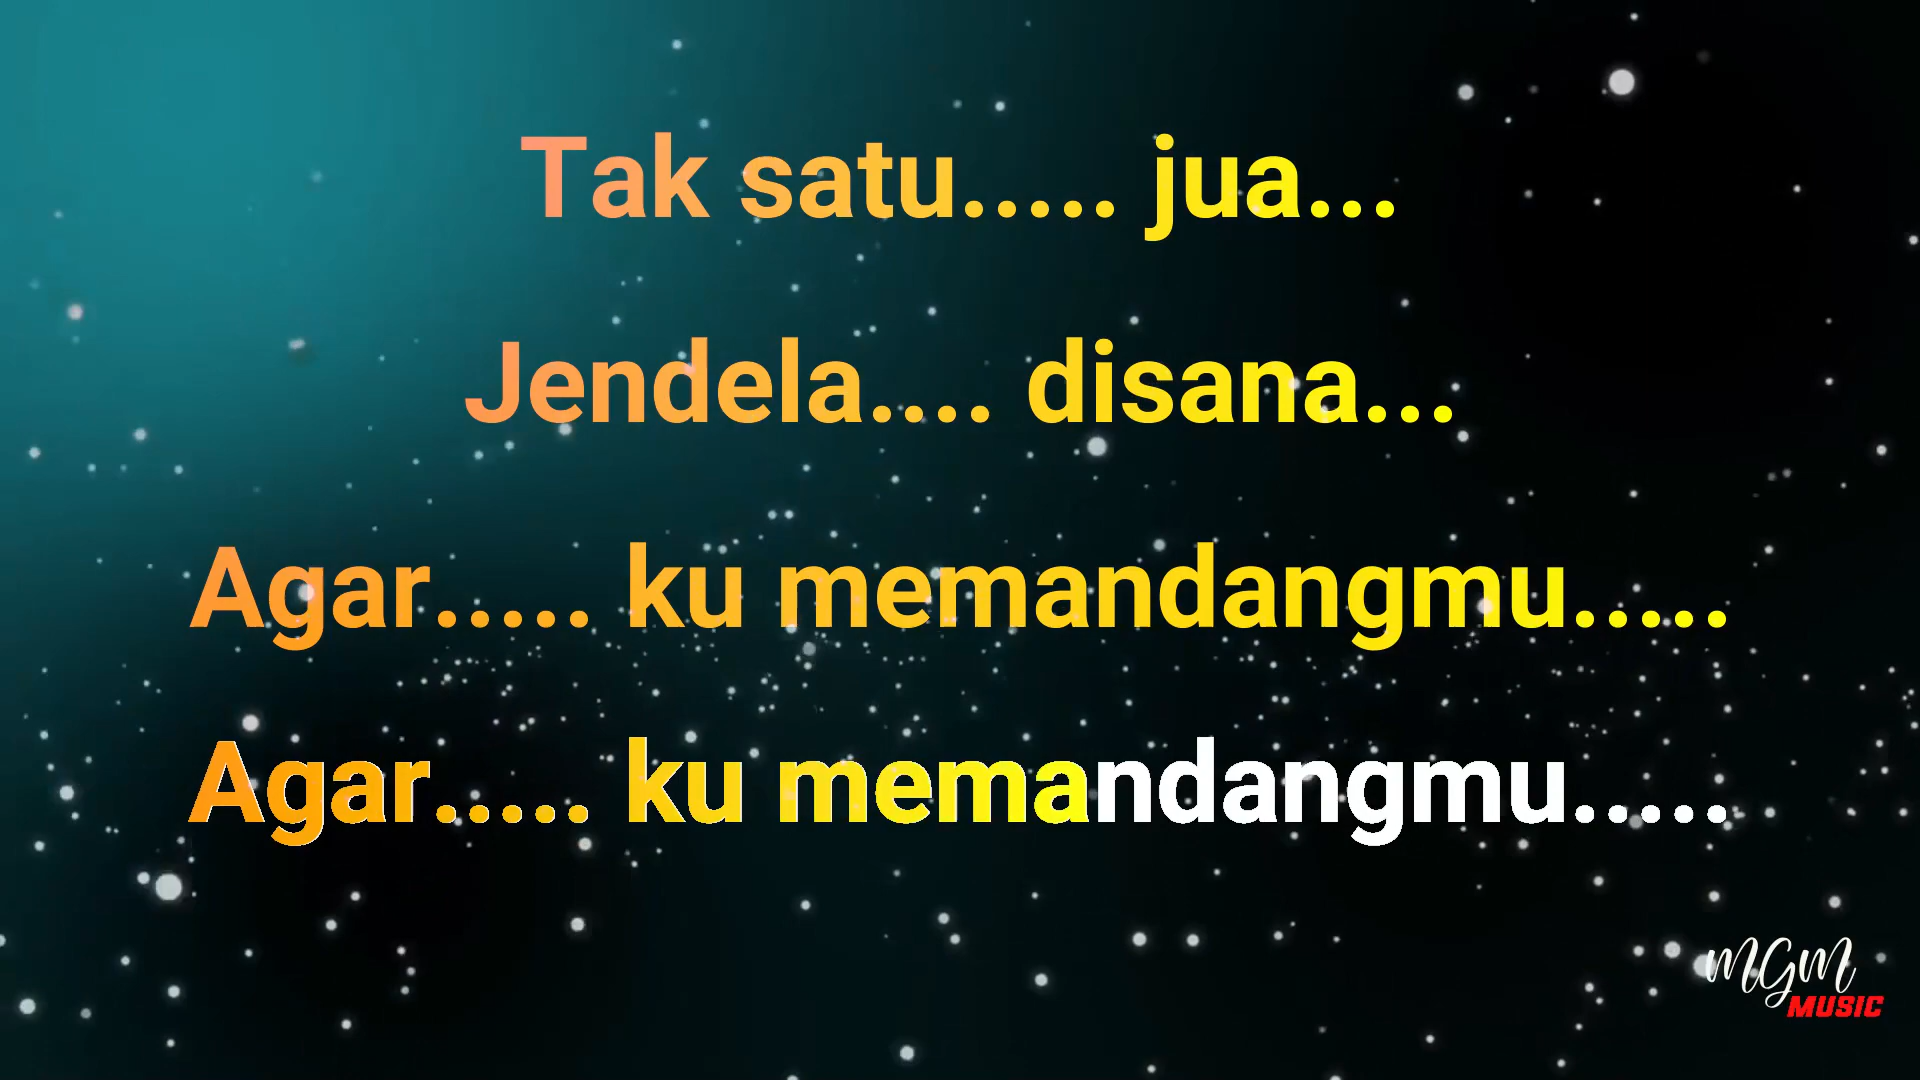 Tak satu..... jua...
Jendela.... disana...
Agar..... ku memandangmu.....
Agar..... ku memandangmu.....
MGM
MUSIC